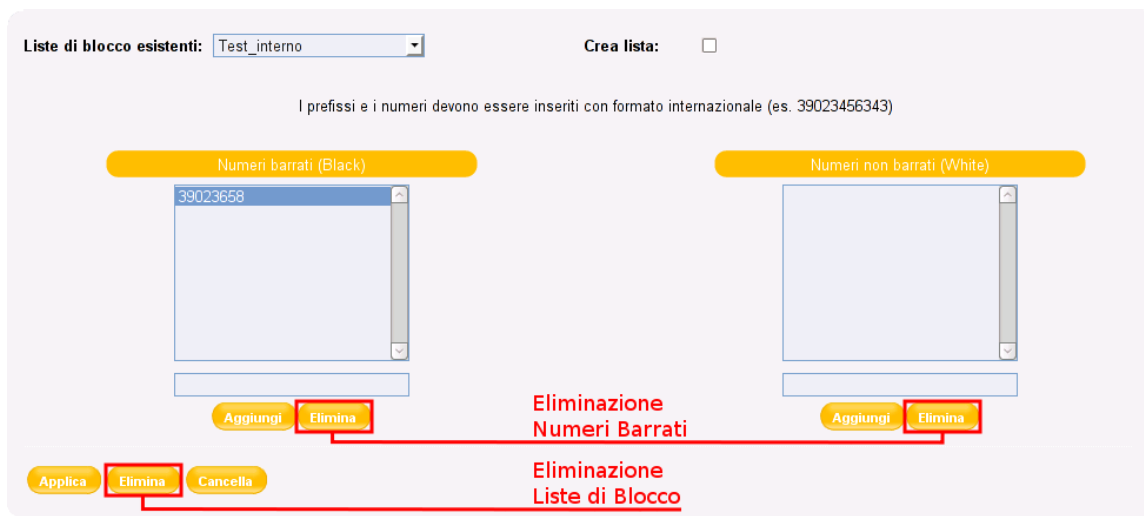 Liste di blocco esistenti: Test_interno Crea lista:
I prefissi e i numeri devono essere inseriti con formato internazionale (es. 39023456343)
Numeri barrati (Black) Numeri non barrati (White)
39023658
Aggiungi Elimina Aggiungi Elimina
Eliminazione
Numeri Barrati
Applica Elimina Cancella
Eliminazione
Liste di Blocco